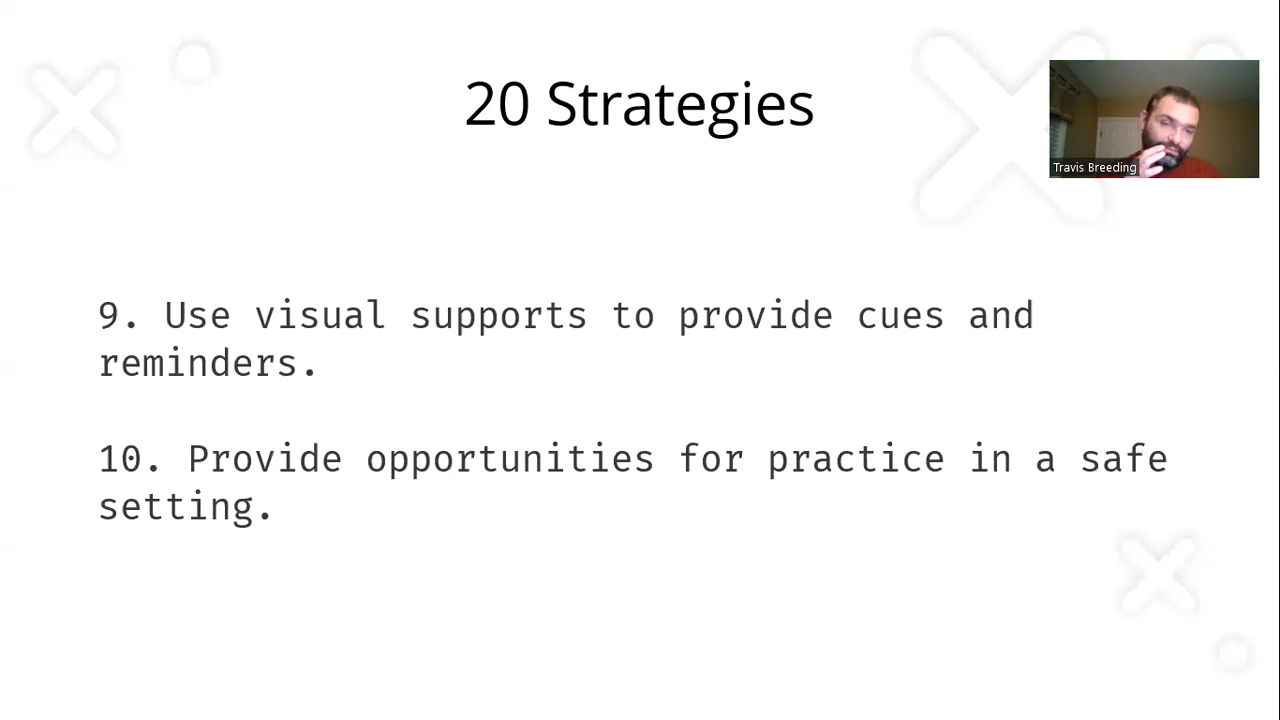 20 Strategies
Travis Breeding
9. Use visual supports to provide cues and
reminders.
10. Provide opportunities for practice in a safe
setting.